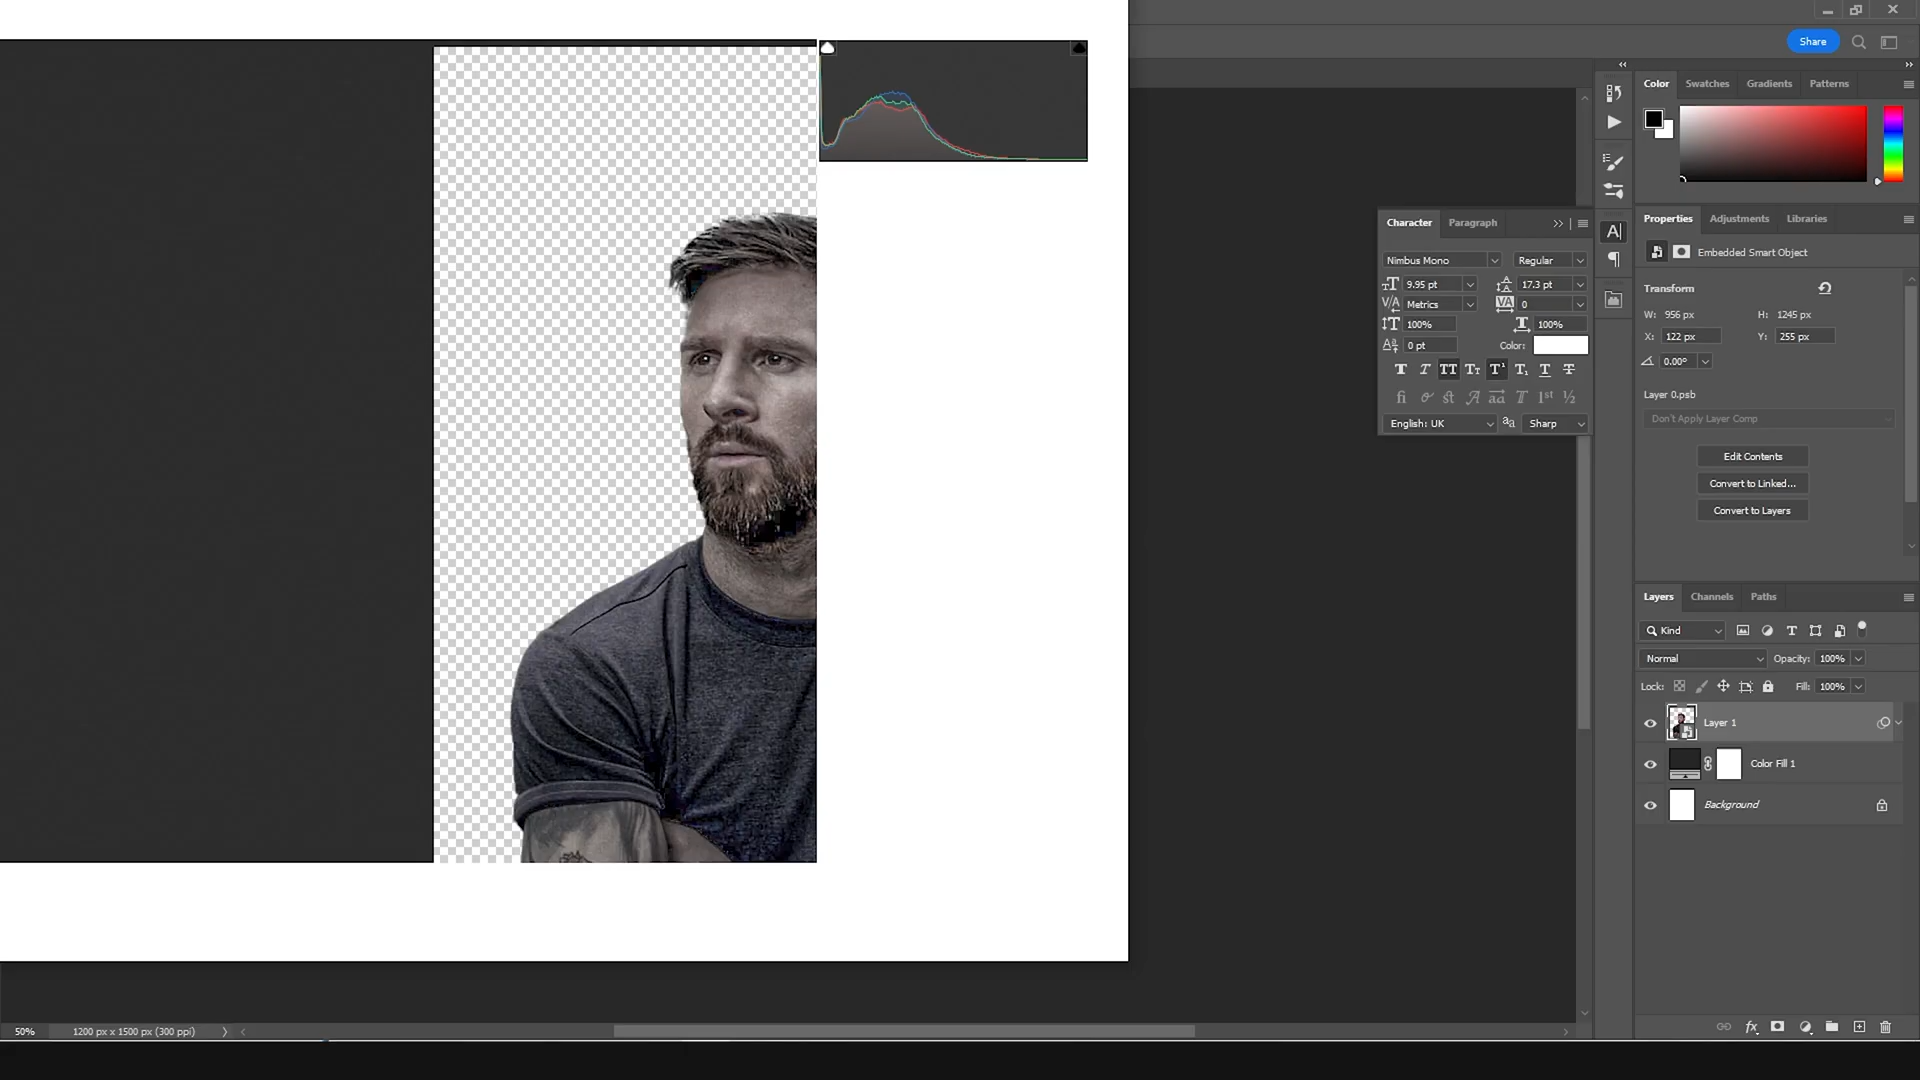 Share
Color Swatches Gradients Patterns
Character Paragraph
Nimbus Mono Regular
9.95 pt 17.3 pt
Metrics 0
100% 100%
0 pt Color:
English: UK Sharp
Properties Adjustments Libraries
Embedded Smart Object
Transform
W: 956 px H: 1245 px
X: 122 px Y: 255 px
0.00°
Layer 0.psb
Don't Apply Layer Comp
Edit Contents
Convert to Linked...
Convert to Layers
Layers Channels Paths
Kind
Normal Opacity: 100%
Lock: Fill: 100%
Layer 1
Color Fill 1
Background
50% 1200 px x 1500 px (300 ppi)